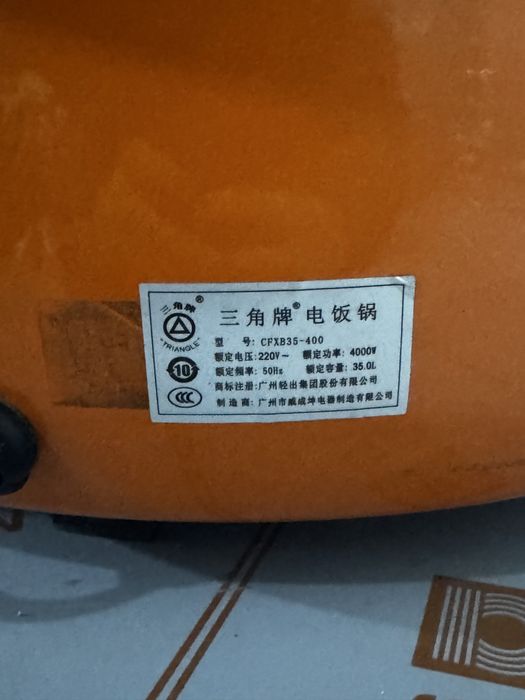 三角牌®
TRIANGLE
三角牌®电饭锅
型 号: CFXB35-400
额定电压: 220V~ 额定功率: 4000W
额定频率: 50Hz 额定容量: 35.0L
10
商标注册: 广州轻出集团股份有限公司
CCC
制造商: 广州市威成坤电器制造有限公司